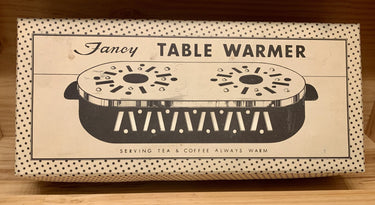 Fancy TABLE WARMER
SERVING TEA & COFFEE ALWAYS WARM